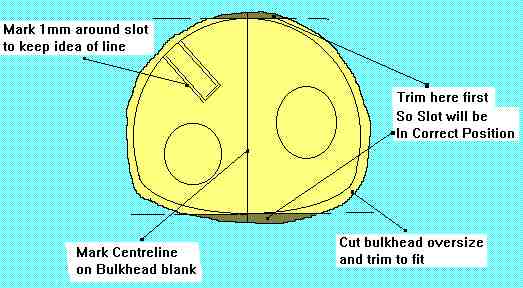 Mark 1mm around slot
to keep idea of line
Trim here first
So Slot will be
In Correct Position
Mark Centreline
on Bulkhead blank
Cut bulkhead oversize
and trim to fit